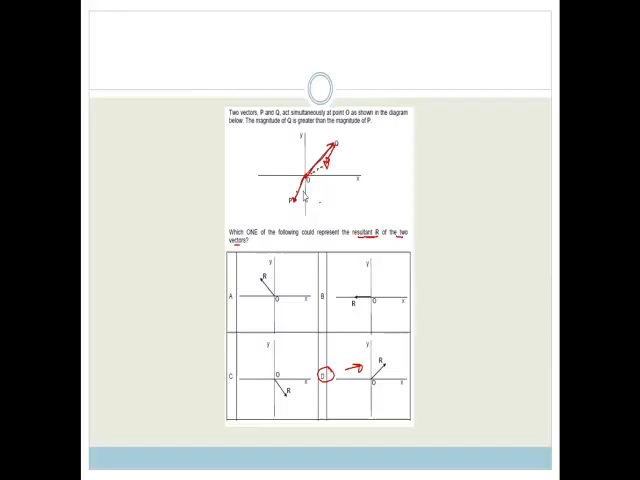 Two vectors, P and Q, act simultaneously at point O as shown in the diagram
below. The magnitude of Q is greater than the magnitude of P.
y
Q
O
x
P
Which ONE of the following could represent the resultant R of the two
vectors?
y
R
A
O
x
y
B
O
x
R
y
C
O
x
R
y
R
D
O
x